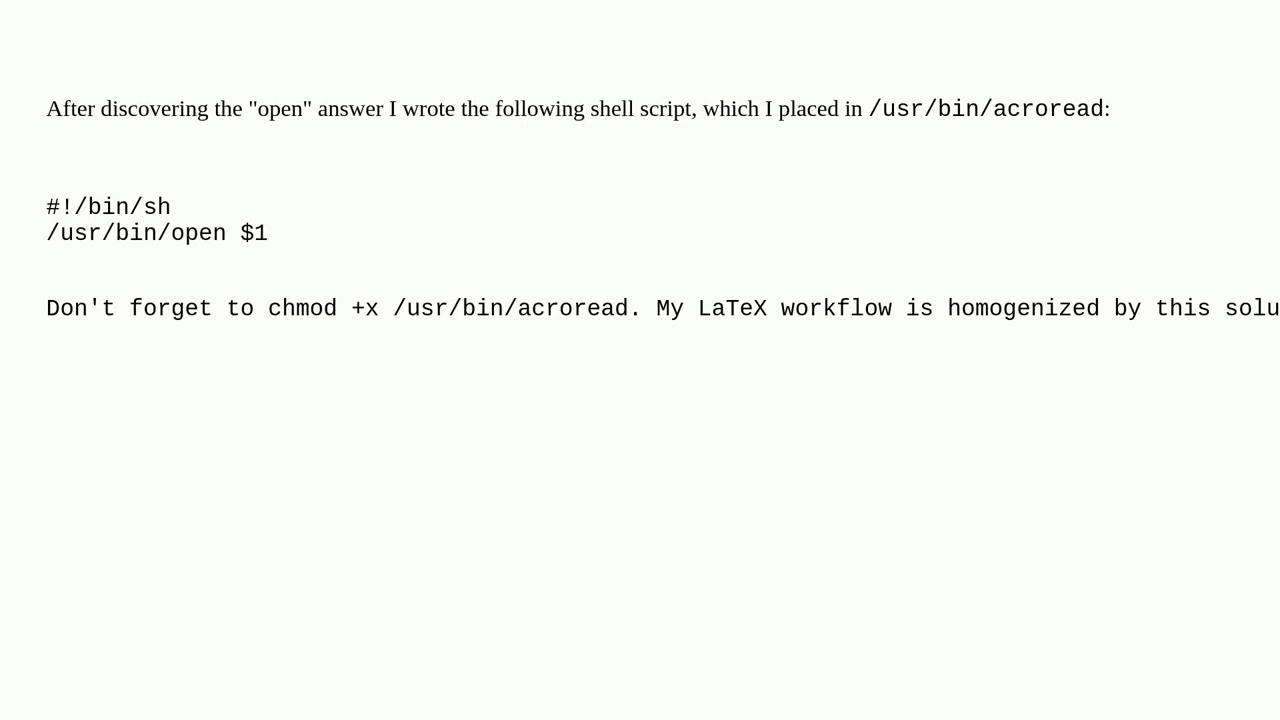 After discovering the "open" answer I wrote the following shell script, which I placed in /usr/bin/acroread:
#!/bin/sh
/usr/bin/open $1
Don't forget to chmod +x /usr/bin/acroread. My LaTeX workflow is homogenized by this